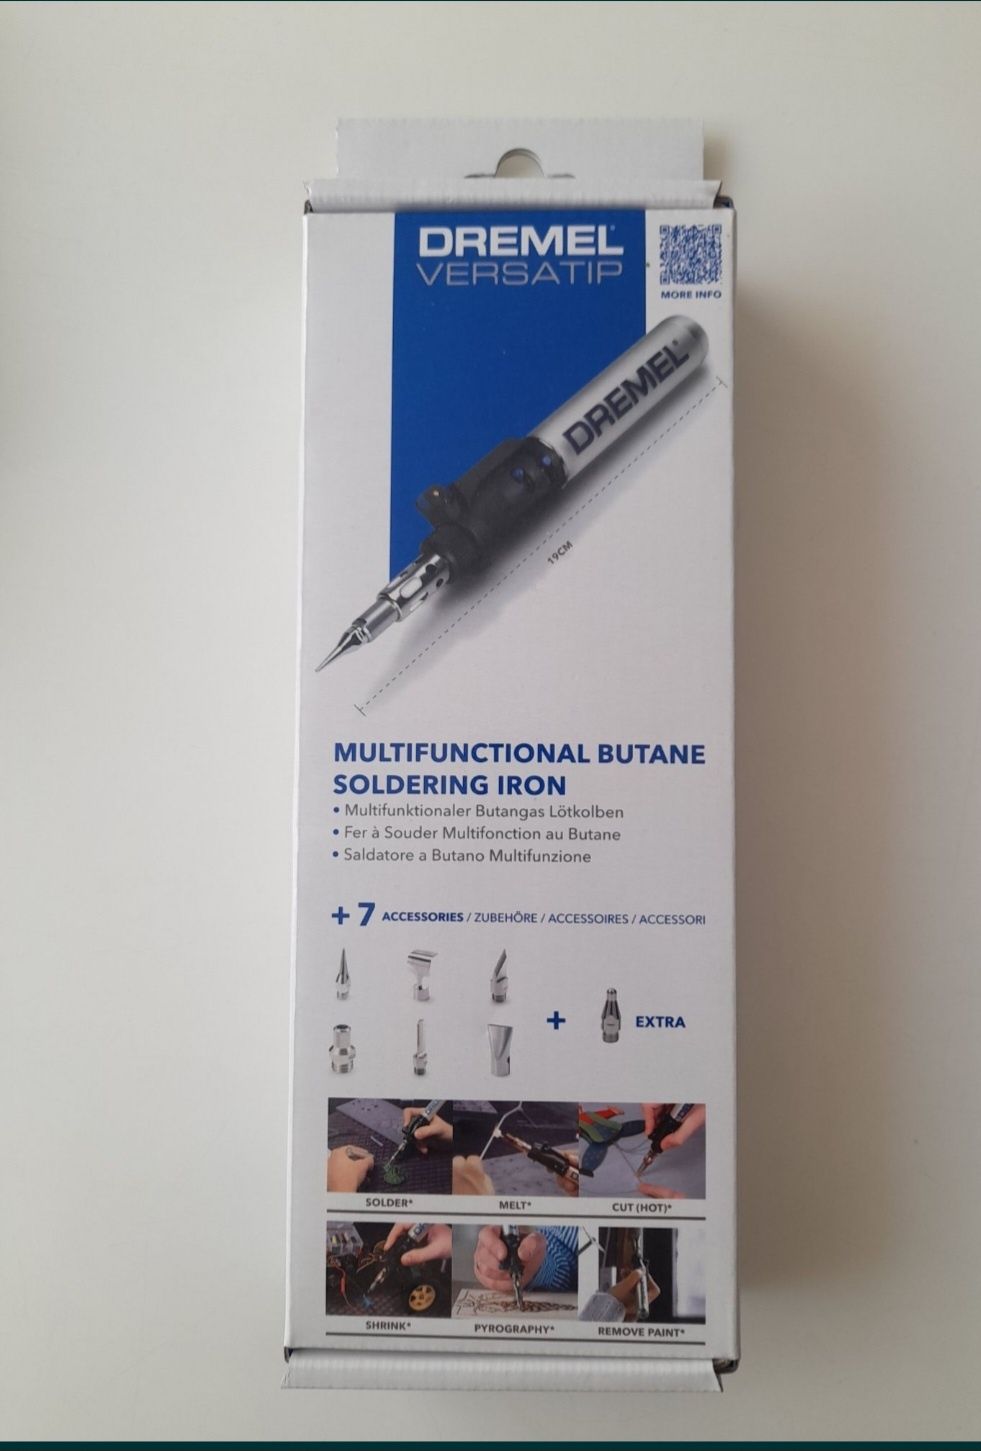 DREMEL
VERSATIP
MORE INFO
DREMEL
19CM
MULTIFUNCTIONAL BUTANE
SOLDERING IRON
• Multifunktionaler Butangas Lötkolben
• Fer à Souder Multifonction au Butane
• Saldatore a Butano Multifunzione
+ 7 ACCESSORIES / ZUBEHÖRE / ACCESSOIRES / ACCESSORI
+ EXTRA
SOLDER* MELT* CUT (HOT)*
SHRINK* PYROGRAPHY* REMOVE PAINT*